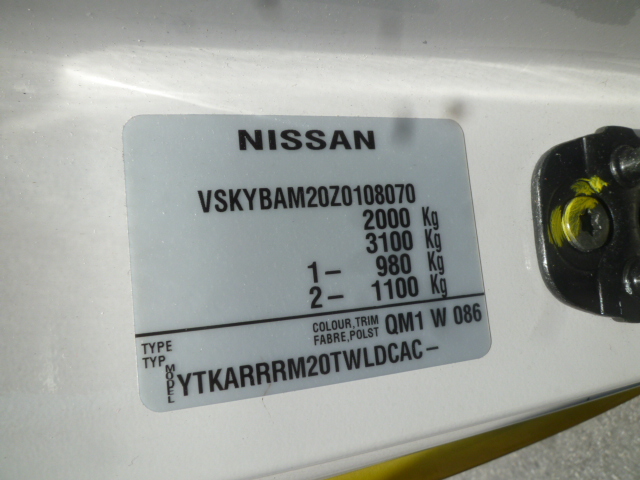 NISSAN
VSKYBAM20Z0108070
2000 Kg
3100 Kg
1- 980 Kg
2- 1100 Kg
TYPE COLOUR,TRIM QM1 W 086
TYP FABRE,POLST
MODEL YTKARRRM20TWLDCAC-